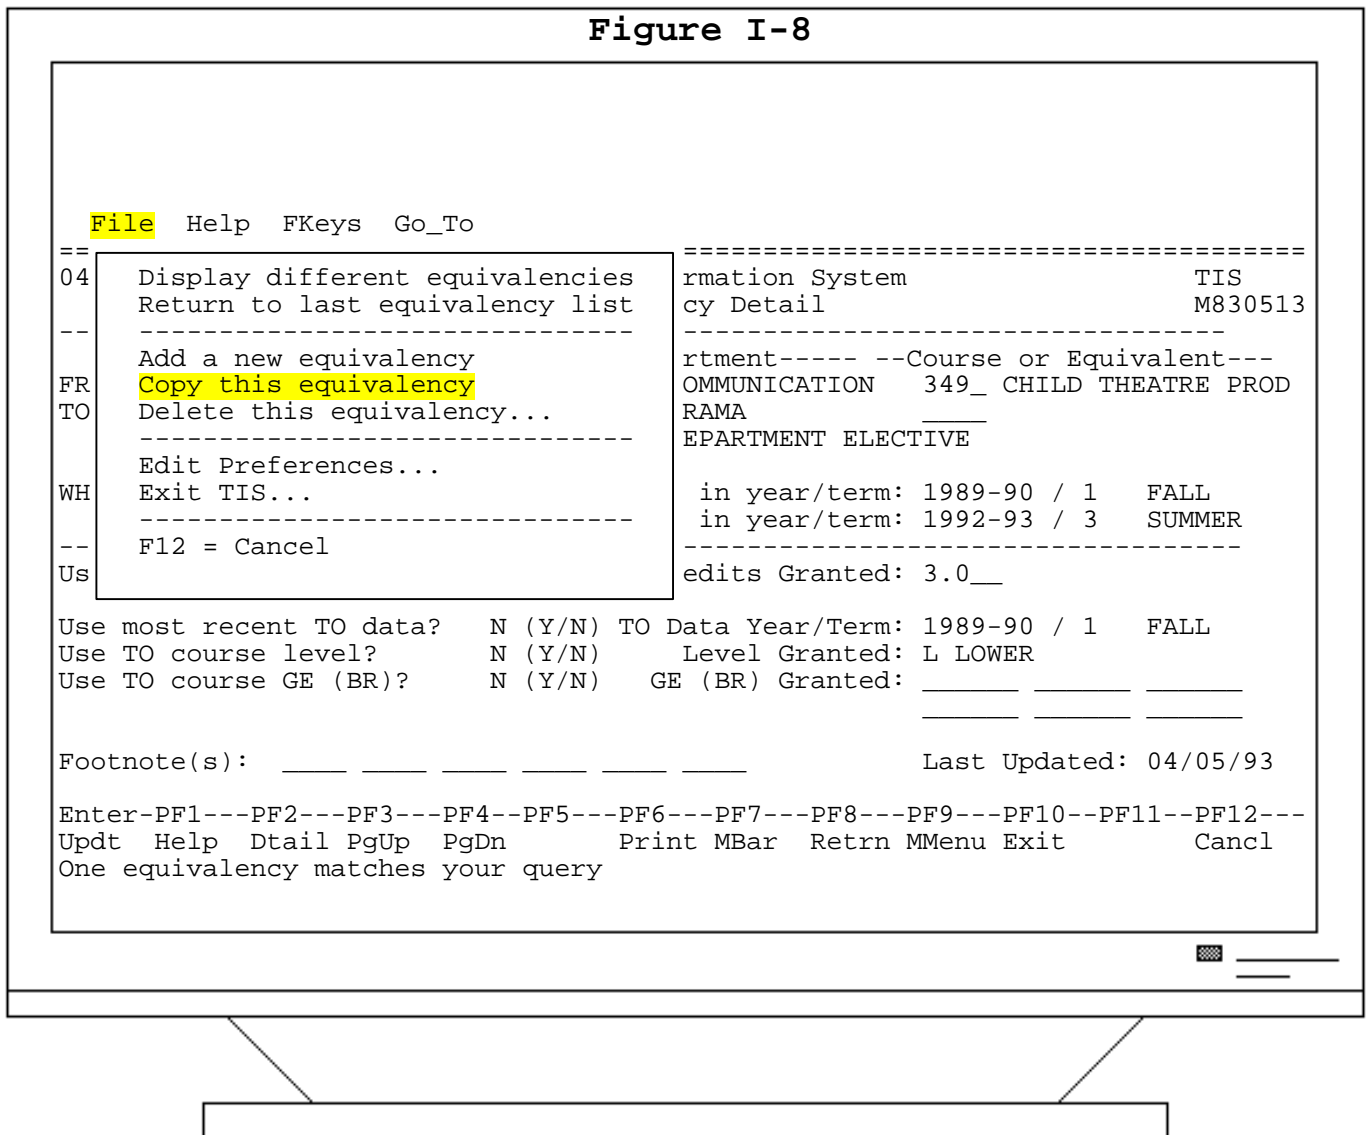 Figure I-8
File  Help  FKeys  Go_To
==                                     =======================================
04   Display different equivalencies   rmation System                  TIS
     Return to last equivalency list   cy Detail                       M830513
--   -------------------------------   ----------------------------------
     Add a new equivalency             rtment----- --Course or Equivalent---
FR   Copy this equivalency             OMMUNICATION   349_ CHILD THEATRE PROD
TO   Delete this equivalency...        RAMA           ____
     -------------------------------   EPARTMENT ELECTIVE
     Edit Preferences...
WH   Exit TIS...                        in year/term: 1989-90 / 1   FALL
     -------------------------------    in year/term: 1992-93 / 3   SUMMER
--   F12 = Cancel                      -----------------------------------
Us                                     edits Granted: 3.0__
Use most recent TO data?   N (Y/N) TO Data Year/Term: 1989-90 / 1   FALL
Use TO course level?       N (Y/N)     Level Granted: L LOWER
Use TO course GE (BR)?     N (Y/N)   GE (BR) Granted: ______ ______ ______
                                                      ______ ______ ______
Footnote(s):  ____ ____ ____ ____ ____ ____           Last Updated: 04/05/93
Enter-PF1---PF2---PF3---PF4--PF5---PF6---PF7---PF8---PF9---PF10--PF11--PF12---
Updt  Help  Dtail PgUp  PgDn       Print MBar  Retrn MMenu Exit        Cancl
One equivalency matches your query